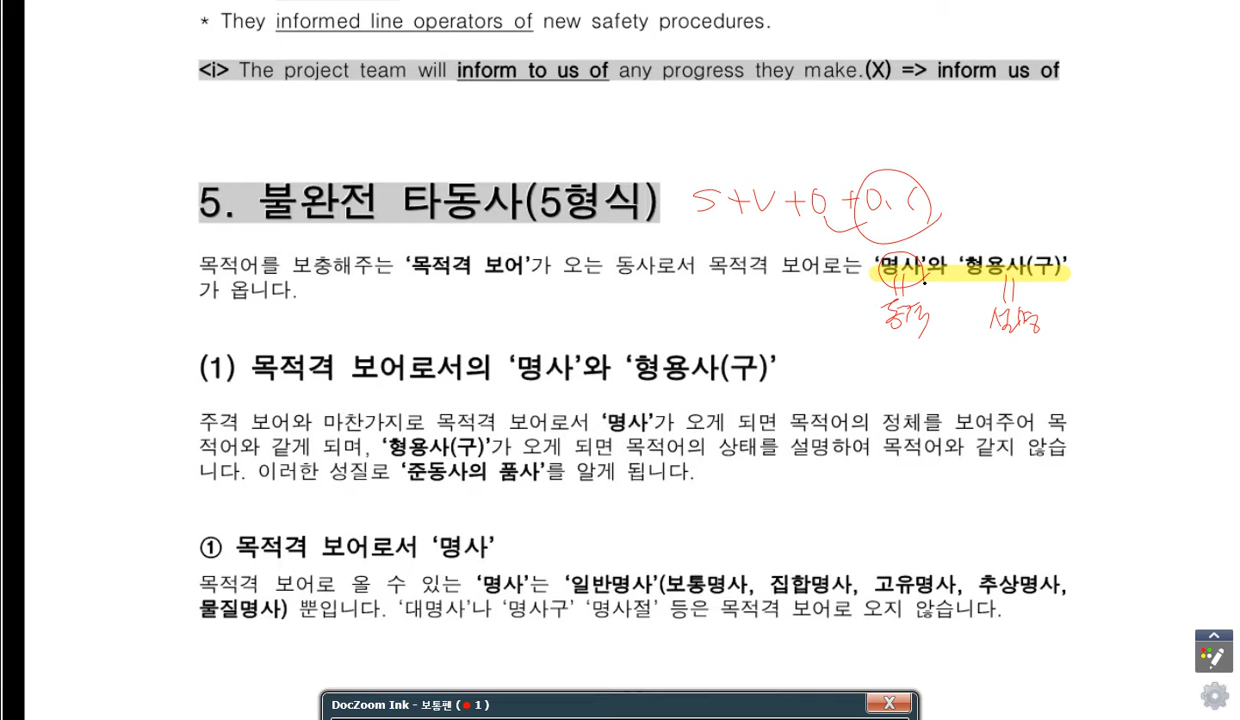 * They informed line operators of new safety procedures.
<i> The project team will inform to us of any progress they make.(X) => inform us of
5. 불완전 타동사(5형식) S+V+O+O.C
목적어를 보충해주는 '목적격 보어'가 오는 동사로서 목적격 보어로는 '명사'와 '형용사(구)'
가 옵니다.
동격 설명
(1) 목적격 보어로서의 '명사'와 '형용사(구)'
주격 보어와 마찬가지로 목적격 보어로서 '명사'가 오게 되면 목적어의 정체를 보여주어 목
적어와 같게 되며, '형용사(구)'가 오게 되면 목적어의 상태를 설명하여 목적어와 같지 않습
니다. 이러한 성질로 '준동사의 품사'를 알게 됩니다.
① 목적격 보어로서 '명사'
목적격 보어로 올 수 있는 '명사'는 '일반명사'(보통명사, 집합명사, 고유명사, 추상명사,
물질명사) 뿐입니다. '대명사'나 '명사구' '명사절' 등은 목적격 보어로 오지 않습니다.
DocZoom Ink - 보통펜 ( 1 ) X